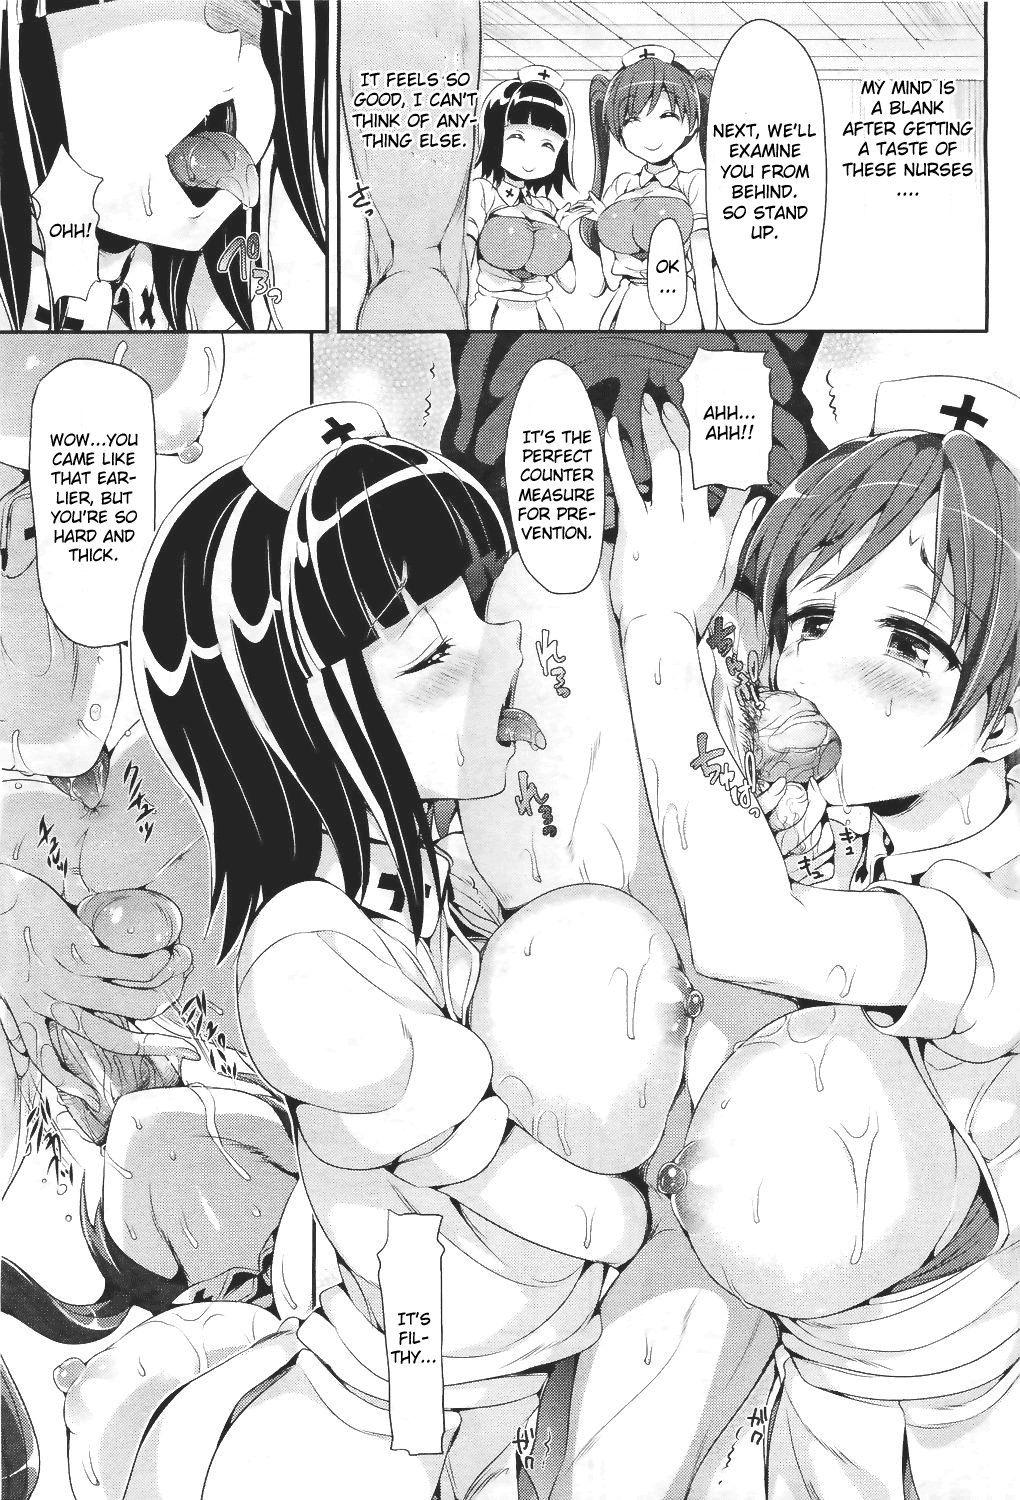 MY MIND IS
A BLANK
AFTER GETTING
A TASTE OF
THESE NURSES
....
NEXT, WE'LL
EXAMINE
YOU FROM
BEHIND.
SO STAND
UP.
OK
...
IT FEELS SO
GOOD, I CAN'T
THINK OF ANY-
THING ELSE.
OHH!
AHH...
AHH!!
IT'S THE
PERFECT
COUNTER
MEASURE
FOR PRE-
VENTION.
WOW...YOU
CAME LIKE
THAT EAR-
LIER, BUT
YOU'RE SO
HARD AND
THICK.
IT'S
FIL-
THY...